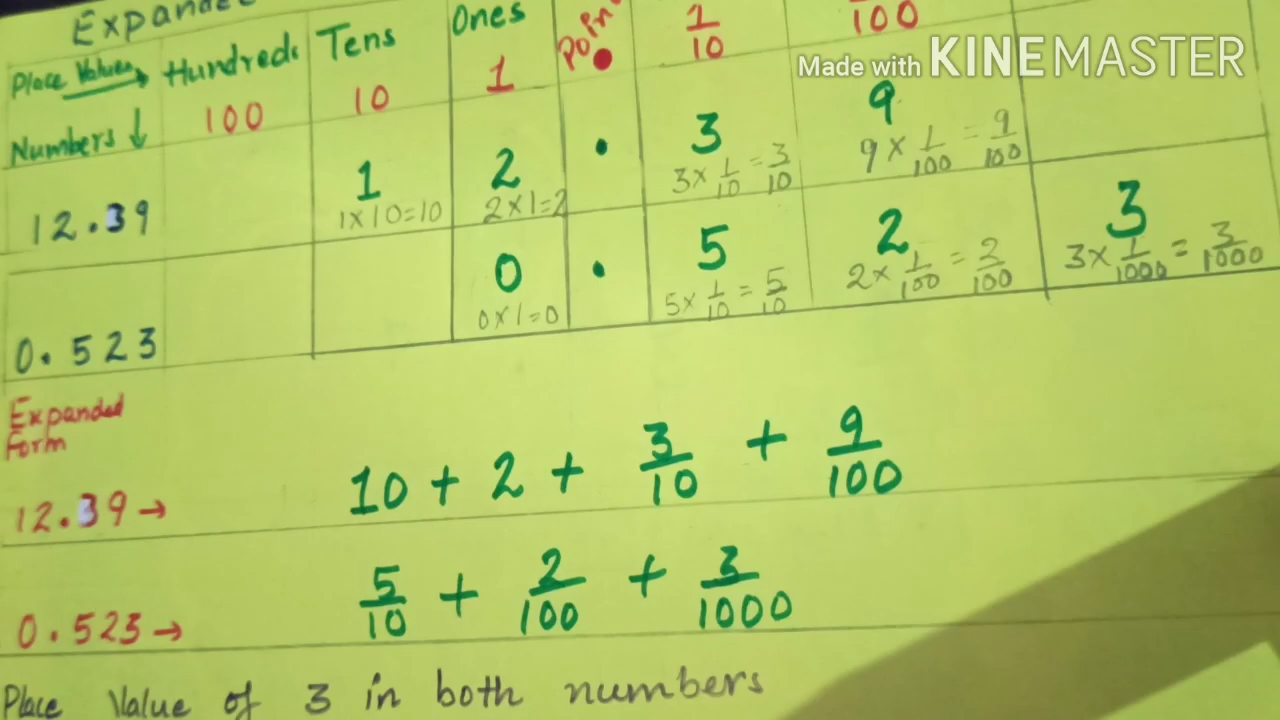 Expanded
Ones
Tens
Hundreds
Place Values →
Point
1/10
100
Made with KINEMASTER
Numbers ↓
100
10
1
12.39
1
2
.
3
9
1×10=10
2×1=2
3×1/10=3/10
9×1/100=9/100
0.523
0
.
5
2
3
0×1=0
5×1/10=5/10
2×1/100=2/100
3×1/1000=3/1000
Expanded
Form
12.39→ 10+2+3/10+9/100
0.523→ 5/10+2/100+3/1000
Place Value of 3 in both numbers